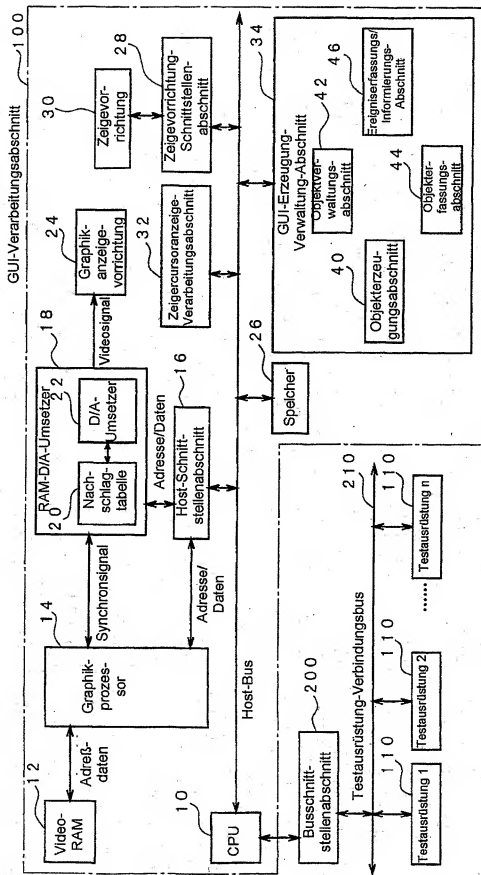 GUI-Verarbeitungsabschnitt
100
Video-
RAM
12
Adreß-
daten
Graphik-
prozes-
sor
14
Synchronsignal
RAM-D/A-Umsetzer
18
Nach-
schlag-
tabelle
20
D/A-
Umsetzer
22
Videosignal
Graphik-
anzeige-
vorrichtung
24
Zeigevor-
richtung
30
Adresse/
Daten
Adresse/Daten
Host-Schnitt-
stellenabschnitt
16
Zeigercursoranzeige-
Verarbeitungsabschnitt
32
Zeigevorrichtung-
Schnittstellen-
abschnitt
28
CPU
10
Host-Bus
Speicher
26
GUI-Erzeugung-
Verwaltung-Abschnitt
34
Objekterzeu-
gungsabschnitt
40
Objektver-
waltungsabschnitt
42
Objekter-
fassungs-
abschnitt
44
Ereigniserfassung/
Informierungs-
Abschnitt
46
Busschnitt-
stellenabschnitt
200
Testausrüstung-Verbindungsbus
210
Testausrüstung 1
110
Testausrüstung 2
110
......
Testausrüstung n
110